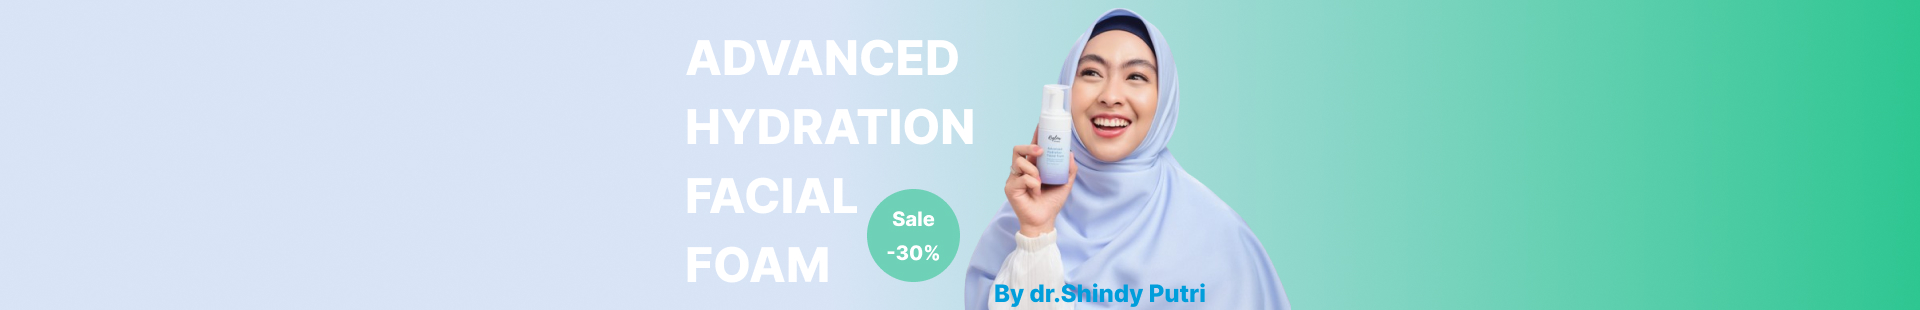 ADVANCED
HYDRATION
FACIAL
FOAM
Sale
-30%
By dr.Shindy Putri